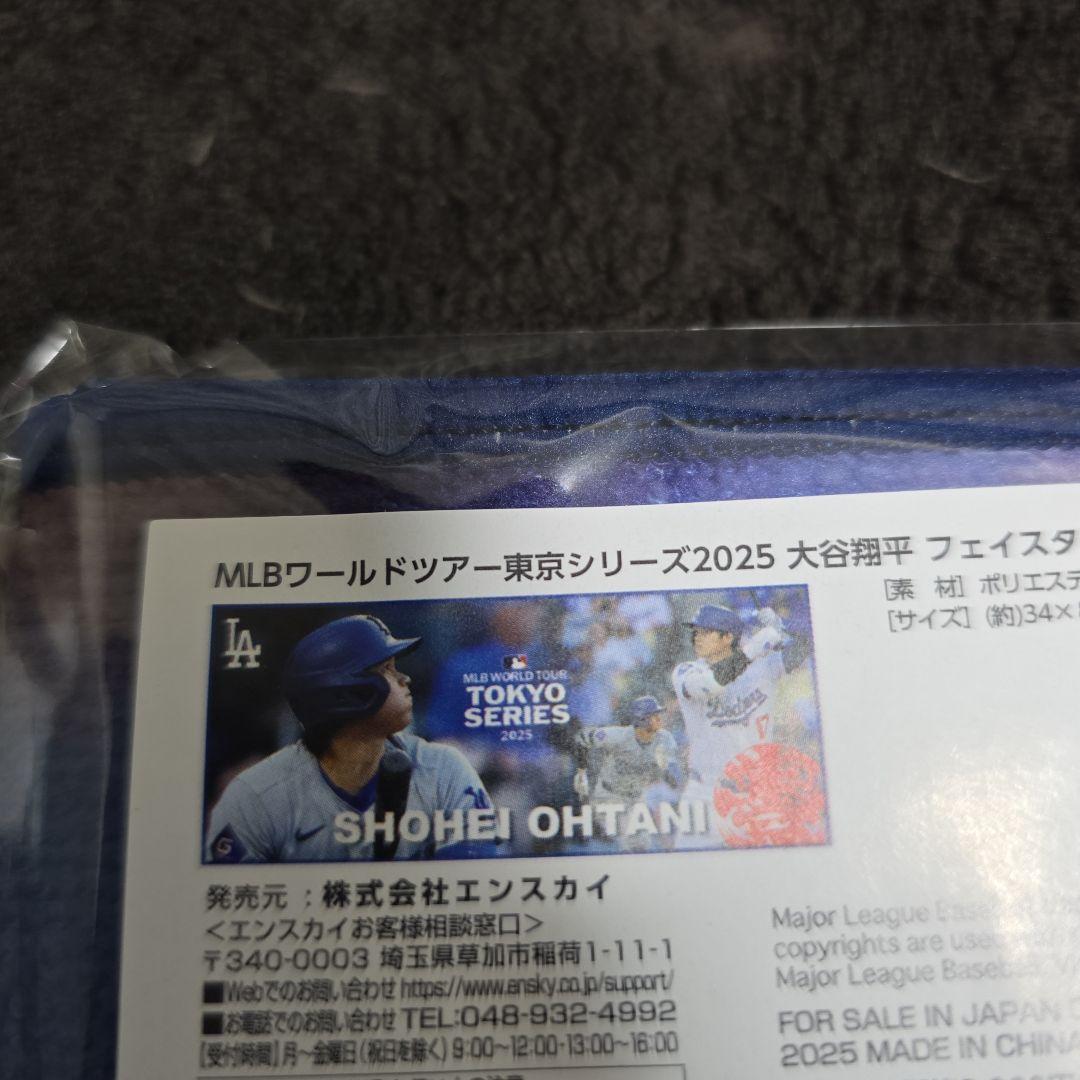 MLBワールドツアー東京シリーズ2025 大谷翔平 フェイスタ
[素 材] ポリエステ
[サイズ] (約)34×
LA
MLB WORLD TOUR
TOKYO
SERIES
2025
Dodgers
17
SHOHEI OHTANI
発売元 : 株式会社エンスカイ
<エンスカイお客様相談窓口>
〒340-0003 埼玉県草加市稲荷1-11-1
■Webでのお問い合わせ https://www.ensky.co.jp/support/
■お電話でのお問い合わせ TEL:048-932-4992
[受付時間]月~金曜日(祝日を除く) 9:00~12:00・13:00~16:00
Major League Baseball
copyrights are used
Major League Baseball
FOR SALE IN JAPAN
2025 MADE IN CHINA